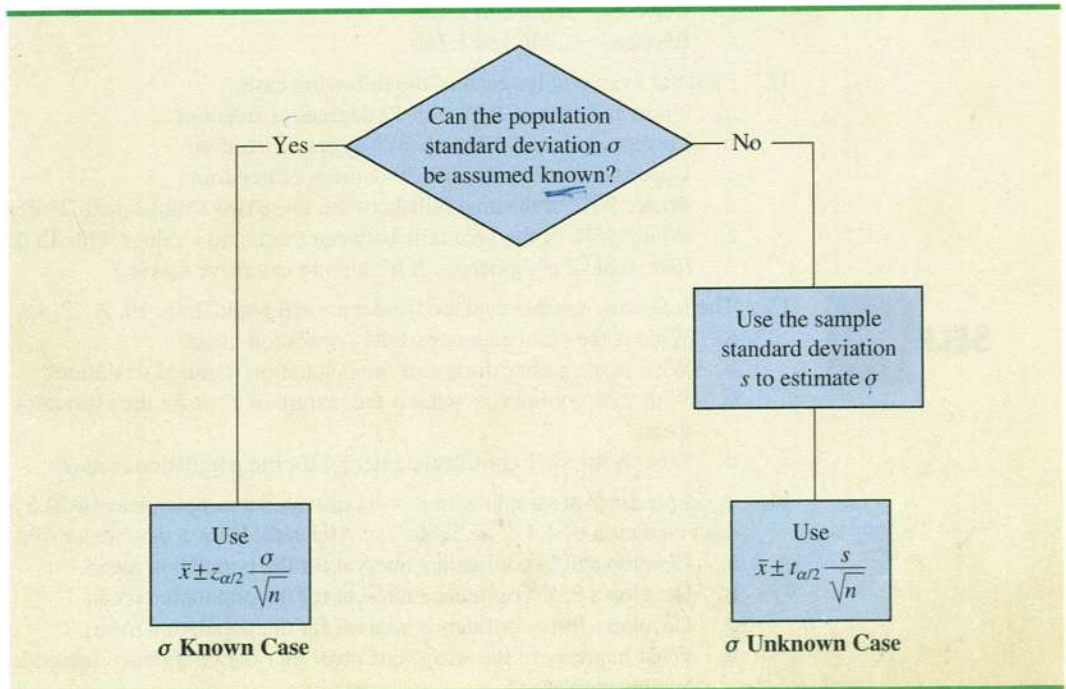 Can the population
standard deviation σ
be assumed known?
Yes
No
Use the sample
standard deviation
s to estimate σ
Use
x̄ ± z_{α/2} σ/√n
Use
x̄ ± t_{α/2} s/√n
σ Known Case
σ Unknown Case